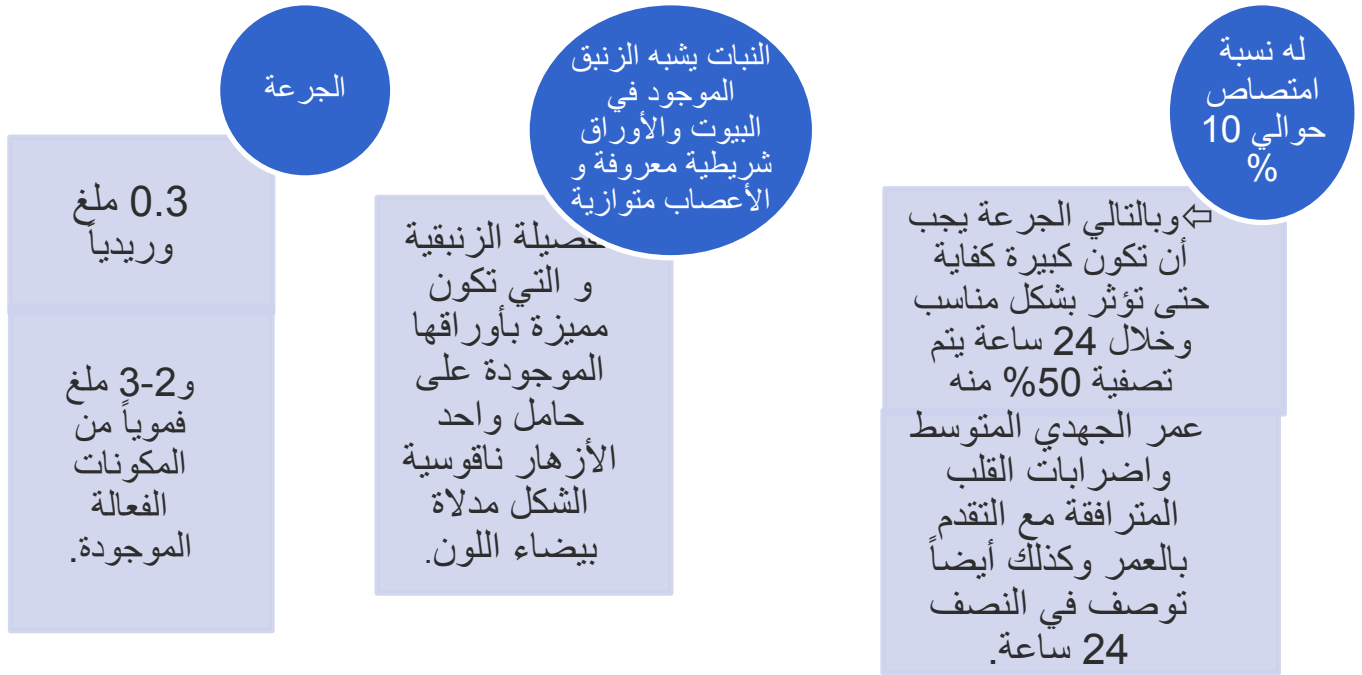 له نسبة
امتصاص
حوالي 10
%
⇦وبالتالي الجرعة يجب
أن تكون كبيرة كفاية
حتى تؤثر بشكل مناسب
وخلال 24 ساعة يتم
تصفية 50% منه
عمر الجهدي المتوسط
واضرابات القلب
المترافقة مع التقدم
بالعمر وكذلك أيضاً
توصف في النصف
24 ساعة.
النبات يشبه الزنبق
الموجود في
البيوت والأوراق
شريطية معروفة و
الأعصاب متوازية
الزنبقية
و التي تكون
مميزة بأوراقها
الموجودة على
حامل واحد
الأزهار ناقوسية
الشكل مدلاة
بيضاء اللون.
الجرعة
0.3 ملغ
وريدياً
و2-3 ملغ
فموياً من
المكونات
الفعالة
الموجودة.